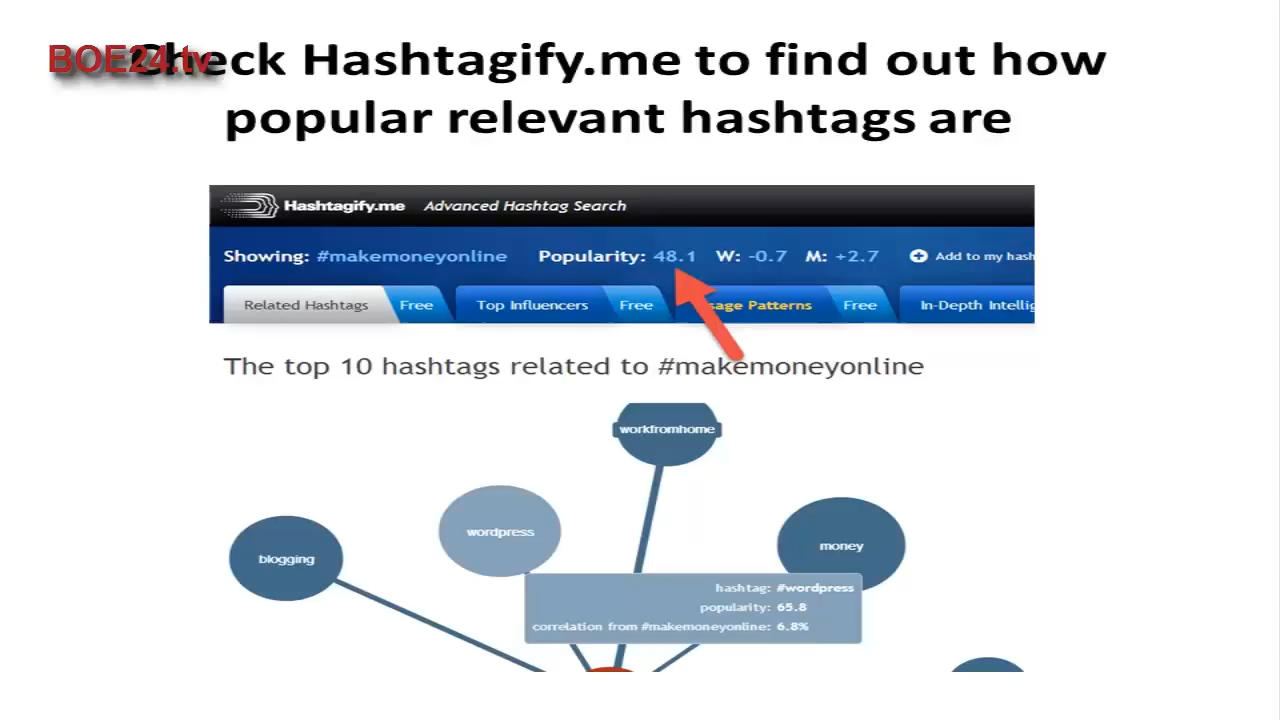 BOE24.tv
Check Hashtagify.me to find out how
popular relevant hashtags are
Hashtagify.me Advanced Hashtag Search
Showing: #makemoneyonline Popularity: 48.1 W: -0.7 M: +2.7 Add to my hash
Related Hashtags Free Top Influencers Free sage Patterns Free In-Depth Intellig
The top 10 hashtags related to #makemoneyonline
workfromhome
wordpress
money
blogging
hashtag: #wordpress
popularity: 65.8
correlation from #makemoneyonline: 6.8%